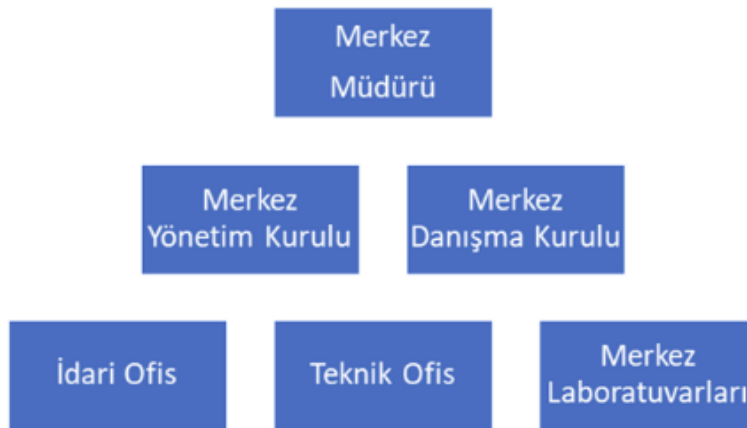 Merkez
Müdürü
Merkez
Yönetim Kurulu
Merkez
Danışma Kurulu
İdari Ofis
Teknik Ofis
Merkez
Laboratuvarları